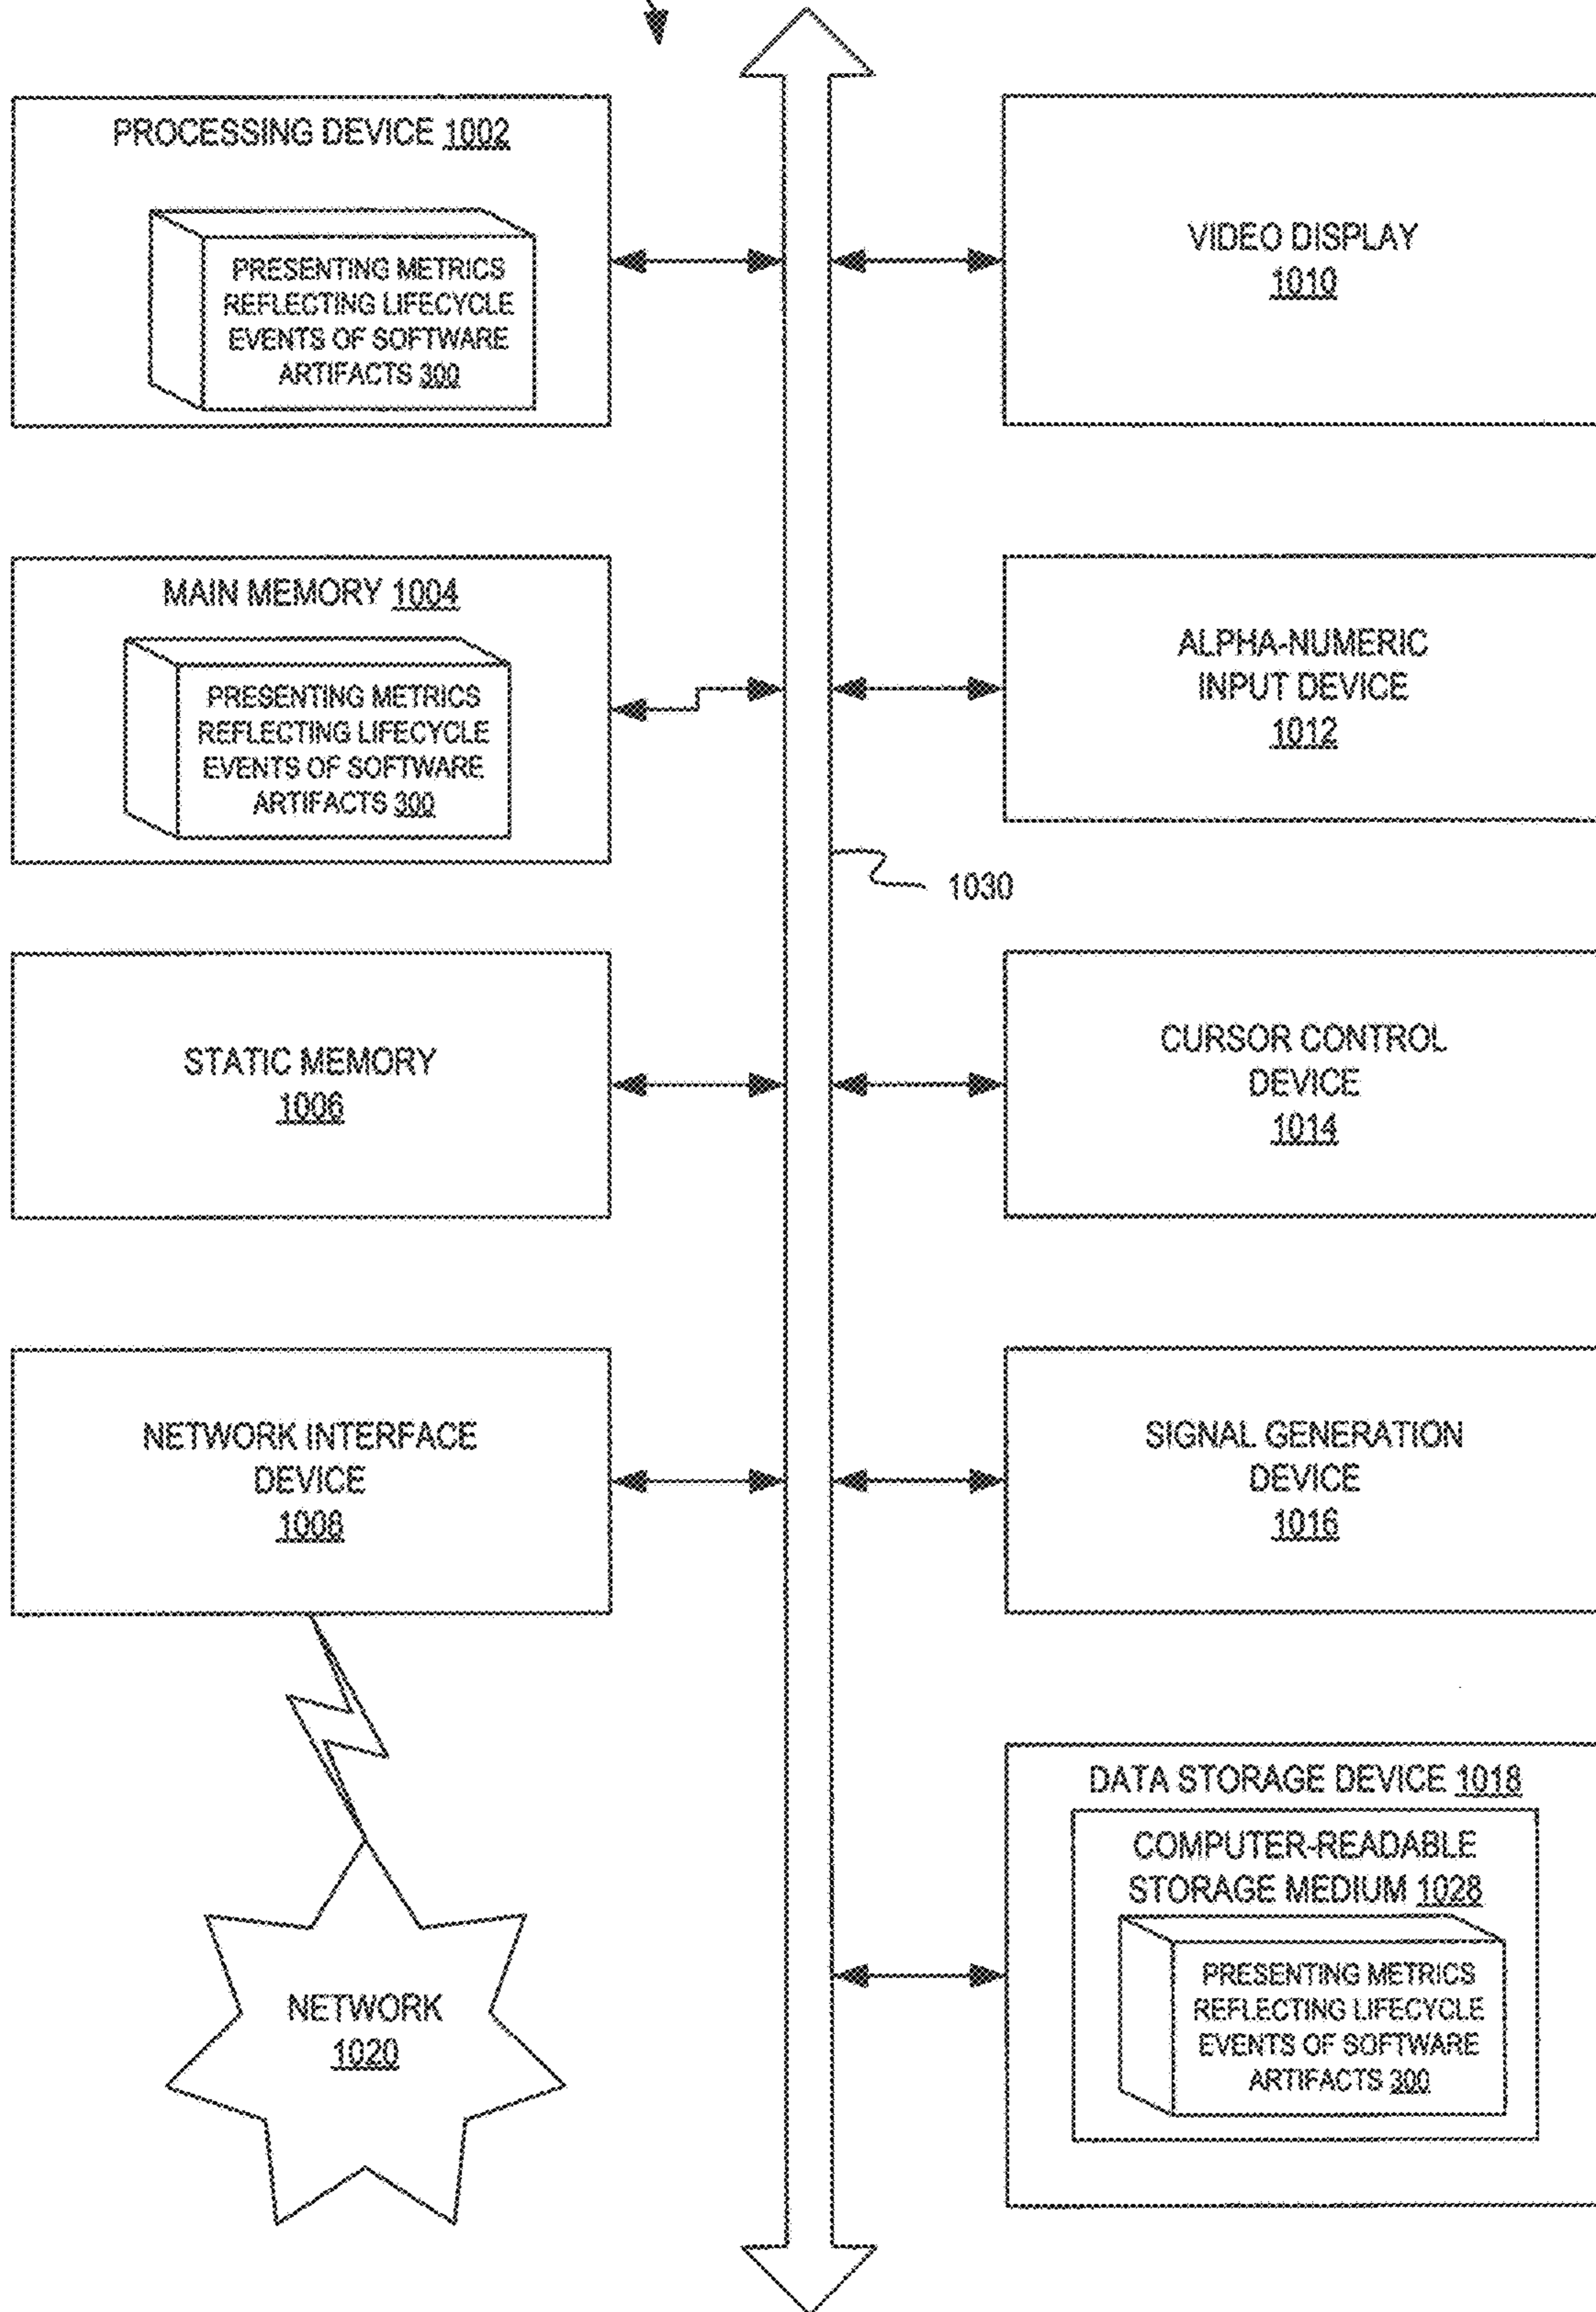 PROCESSING DEVICE 1002
PRESENTING METRICS
REFLECTING LIFECYCLE
EVENTS OF SOFTWARE
ARTIFACTS 300
VIDEO DISPLAY
1010
MAIN MEMORY 1004
PRESENTING METRICS
REFLECTING LIFECYCLE
EVENTS OF SOFTWARE
ARTIFACTS 300
ALPHA-NUMERIC
INPUT DEVICE
1012
1030
STATIC MEMORY
1006
CURSOR CONTROL
DEVICE
1014
NETWORK INTERFACE
DEVICE
1008
SIGNAL GENERATION
DEVICE
1016
DATA STORAGE DEVICE 1018
COMPUTER-READABLE
STORAGE MEDIUM 1028
PRESENTING METRICS
REFLECTING LIFECYCLE
EVENTS OF SOFTWARE
ARTIFACTS 300
NETWORK
1020